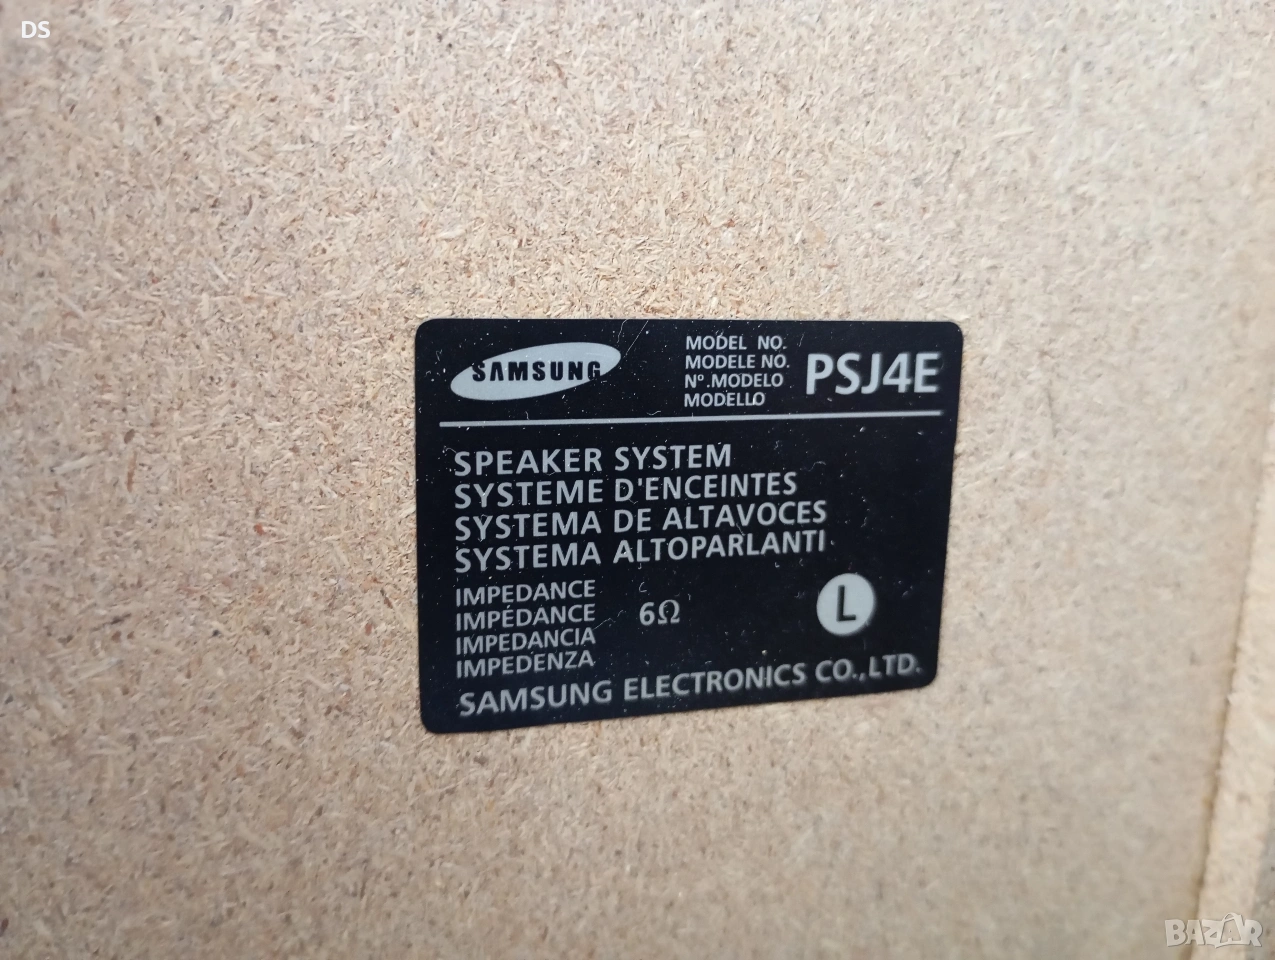 DS
SAMSUNG
MODEL NO.
MODELE NO.
Nº.MODELO
MODELLO
PSJ4E
SPEAKER SYSTEM
SYSTEME D'ENCEINTES
SYSTEMA DE ALTAVOCES
SYSTEMA ALTOPARLANTI
IMPEDANCE
IMPÉDANCE
IMPEDANCIA
IMPEDENZA
6Ω
L
SAMSUNG ELECTRONICS CO.,LTD.
BAZAR